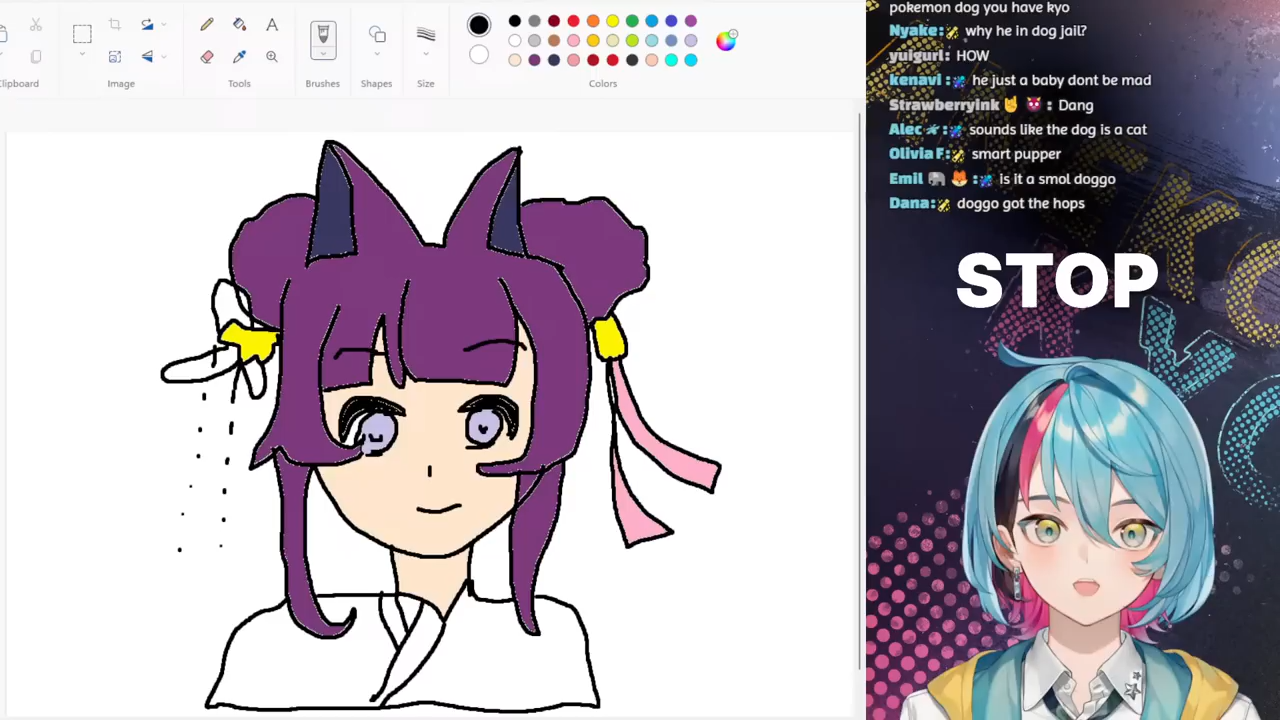 Clipboard
Image
Tools
Brushes
Shapes
Size
Colors
A
pokemon dog you have kyo
Nyake: why he in dog jail?
yuiguri: HOW
kenavi : he just a baby dont be mad
StrawberryInk : Dang
Alec : sounds like the dog is a cat
Olivia F: smart pupper
Emil : is it a smol doggo
Dana: doggo got the hops
STOP